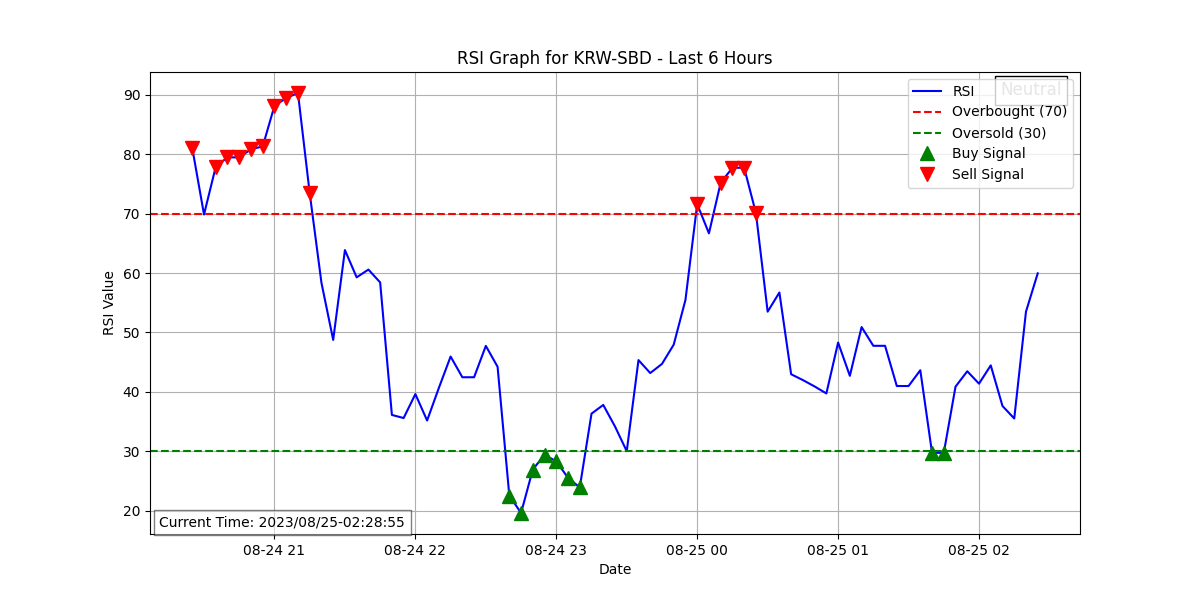 RSI Graph for KRW-SBD - Last 6 Hours
Neutral
RSI
Overbought (70)
Oversold (30)
Buy Signal
Sell Signal
RSI Value
90
80
70
60
50
40
30
20
Current Time: 2023/08/25-02:28:55
08-24 21
08-24 22
08-24 23
08-25 00
08-25 01
08-25 02
Date